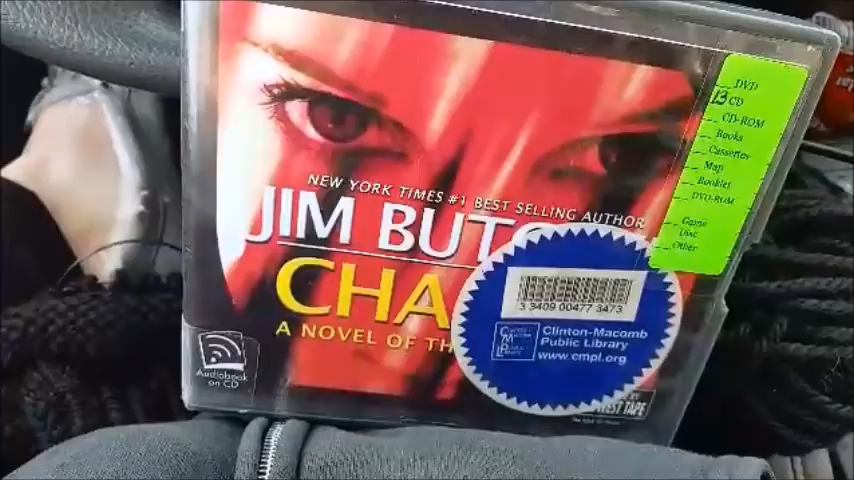 DVD
13 CD
CD-ROM
Books
Cassettes
Map
Booklet
DVD-ROM
Game
Disc
Other
NEW YORK TIMES #1 BEST SELLING AUTHOR
JIM BUTC
CHA
A NOVEL OF TH
3 3409 00477 3473
Clinton-Macomb
Public Library
www.cmpl.org
Audiobook
on CD